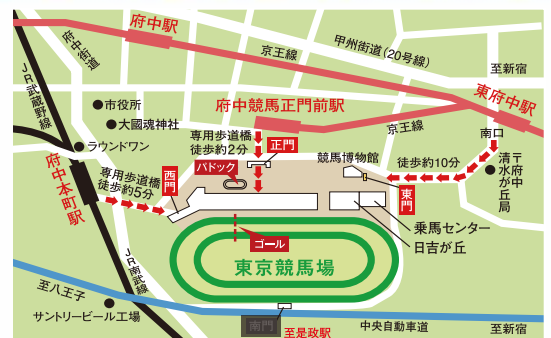 府中駅
甲州街道（20号線）
府中街道
京王線
至新宿
東府中駅
JR武蔵野線
市役所
府中競馬正門前駅
大國魂神社
京王線
南口
専用歩道橋
徒歩約2分
正門
ラウンドワン
競馬博物館
徒歩約10分
〒府中
清水が丘局
府中本町駅
専用歩道橋
徒歩約5分
西門
パドック
東門
乗馬センター
日吉が丘
ゴール
東京競馬場
JR南武線
至八王子
サントリービール工場
南門
至是政駅
中央自動車道
至新宿